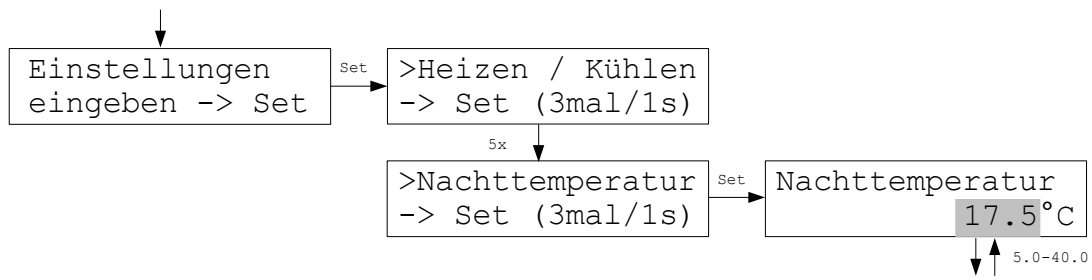 Einstellungen
eingeben -> Set
Set
>Heizen / Kühlen
-> Set (3mal/1s)
5x
>Nachttemperatur
-> Set (3mal/1s)
Set
Nachttemperatur
17.5°C
5.0-40.0